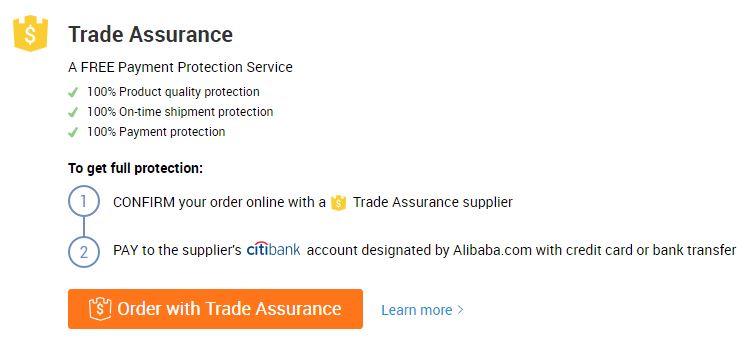 Trade Assurance
A FREE Payment Protection Service
100% Product quality protection
100% On-time shipment protection
100% Payment protection
To get full protection:
1 CONFIRM your order online with a $ Trade Assurance supplier
2 PAY to the supplier's citibank account designated by Alibaba.com with credit card or bank transfer
$ Order with Trade Assurance Learn more >